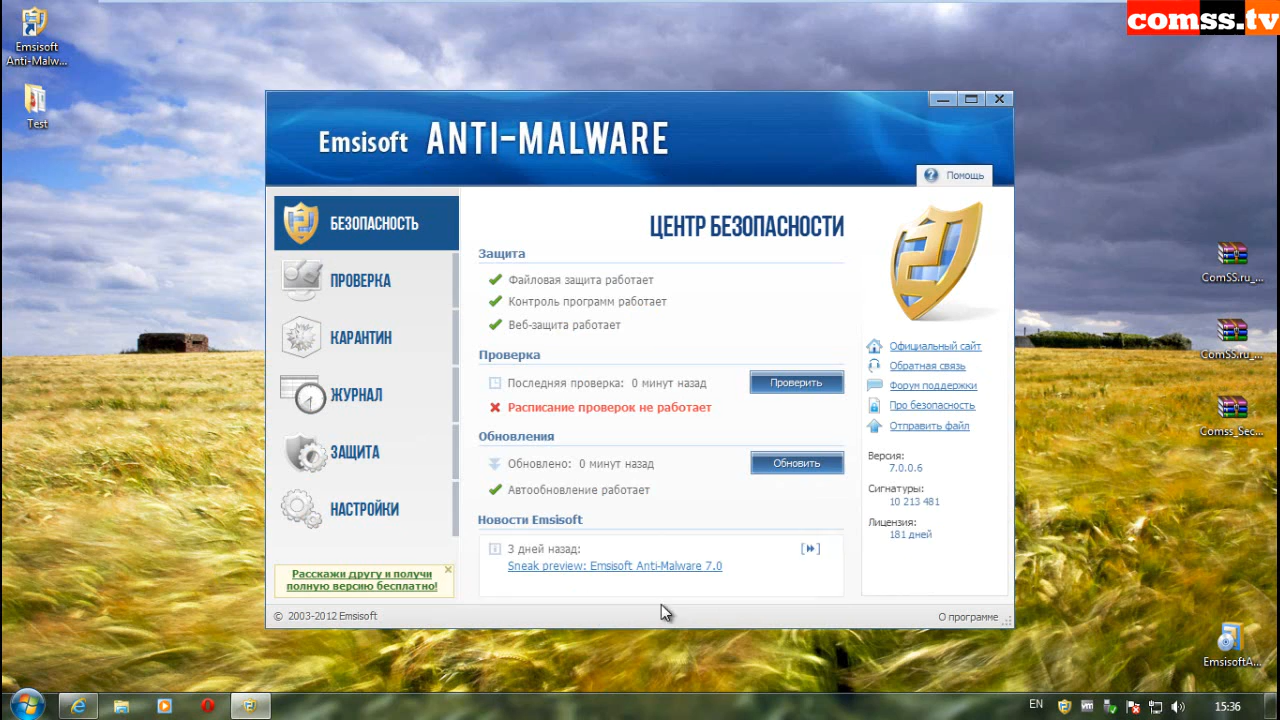 comss.tv
Emsisoft
Anti-Malw...
Test
Emsisoft ANTI-MALWARE
Помощь
БЕЗОПАСНОСТЬ
ПРОВЕРКА
КАРАНТИН
ЖУРНАЛ
ЗАЩИТА
НАСТРОЙКИ
Расскажи другу и получи
полную версию бесплатно!
ЦЕНТР БЕЗОПАСНОСТИ
Защита
Файловая защита работает
Контроль программ работает
Веб-защита работает
Проверка
Последняя проверка: 0 минут назад
Проверить
Расписание проверок не работает
Обновления
Обновлено: 0 минут назад
Обновить
Автообновление работает
Новости Emsisoft
3 дней назад:
Sneak preview: Emsisoft Anti-Malware 7.0
Официальный сайт
Обратная связь
Форум поддержки
Про безопасность
Отправить файл
Версия:
7.0.0.6
Сигнатуры:
10 213 481
Лицензия:
181 дней
© 2003-2012 Emsisoft
О программе
ComSS.ru_...
ComSS.ru_...
Comss_Sec...
EmsisoftA...
EN
15:36